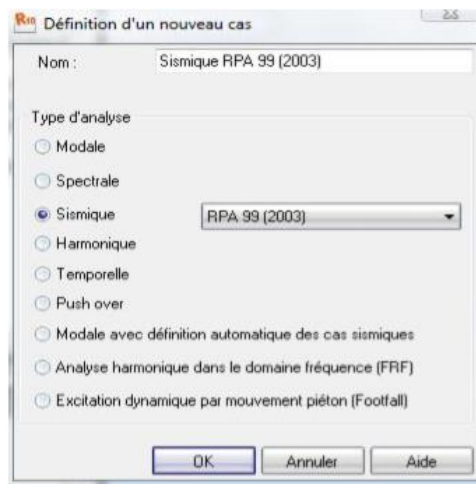 R10 Définition d'un nouveau cas
Nom : Sismique RPA 99 (2003)
Type d'analyse
Modale
Spectrale
Sismique RPA 99 (2003)
Harmonique
Temporelle
Push over
Modale avec définition automatique des cas sismiques
Analyse harmonique dans le domaine fréquence (FRF)
Excitation dynamique par mouvement piéton (Footfall)
OK Annuler Aide